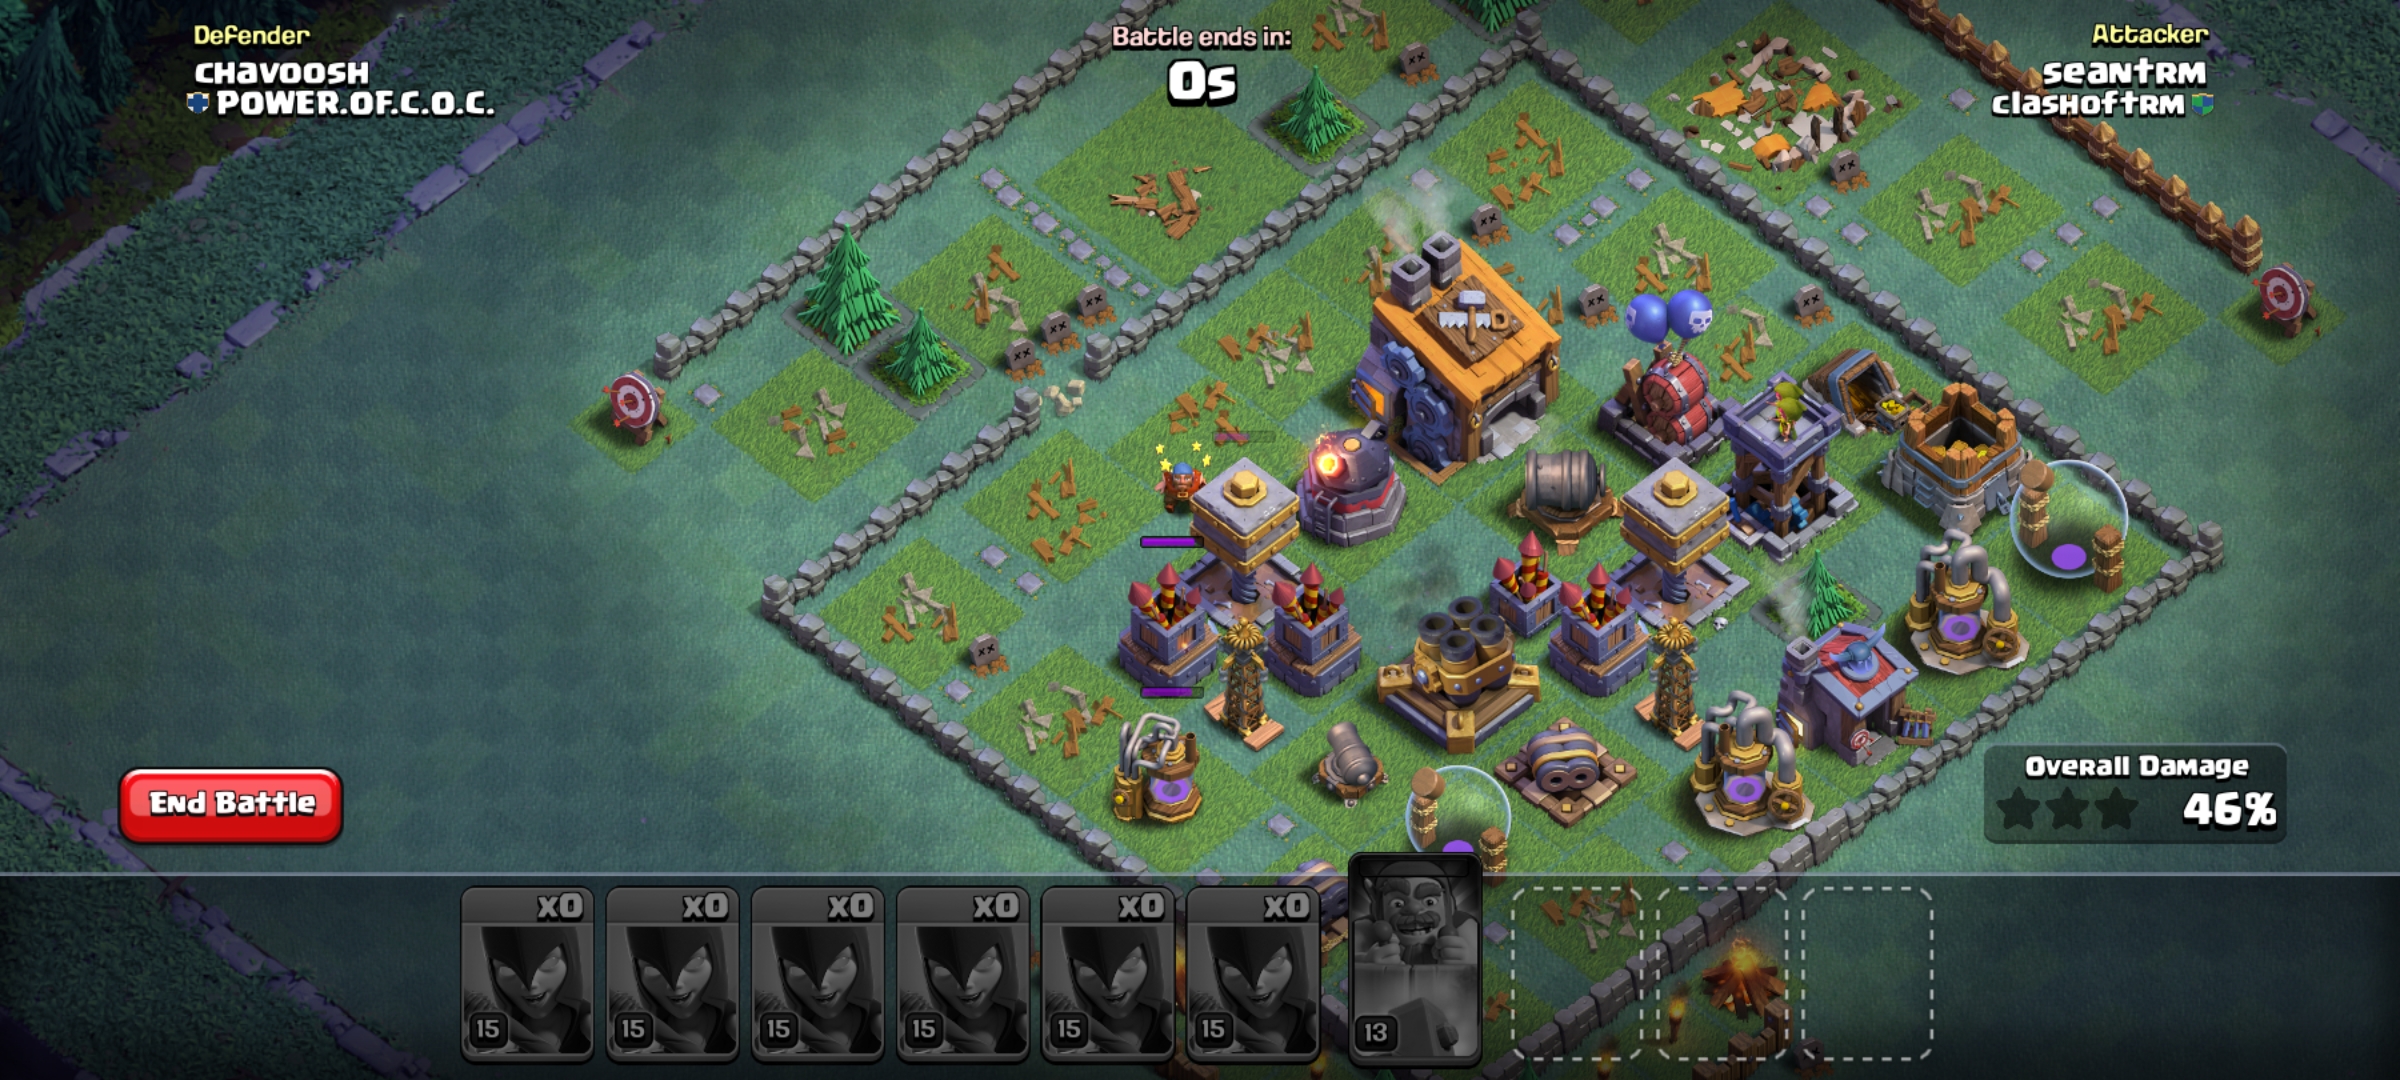 Defender
CHAVOOSH
POWER.OF.C.O.C.
Battle ends in:
0s
Attacker
seantRM
clashoftRM
End Battle
Overall Damage
46%
x0 x0 x0 x0 x0 x0
15 15 15 15 15 15 13